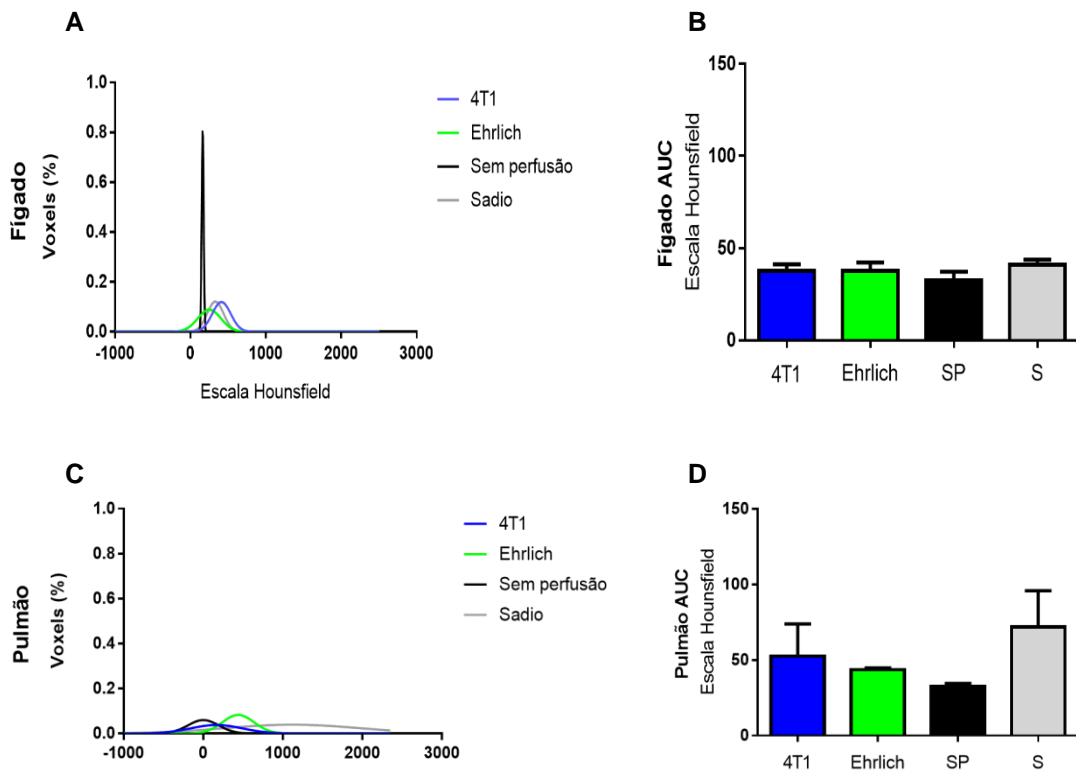 A
Fígado
Voxels (%)
1.0
0.8
0.6
0.4
0.2
0.0
-1000
0
1000
2000
3000
Escala Hounsfield
4T1
Ehrlich
Sem perfusão
Sadio
B
Fígado AUC
Escala Hounsfield
150
100
50
0
4T1
Ehrlich
SP
S
C
Pulmão
Voxels (%)
1.0
0.8
0.6
0.4
0.2
0.0
-1000
0
1000
2000
3000
4T1
Ehrlich
Sem perfusão
Sadio
D
Pulmão AUC
Escala Hounsfield
150
100
50
0
4T1
Ehrlich
SP
S